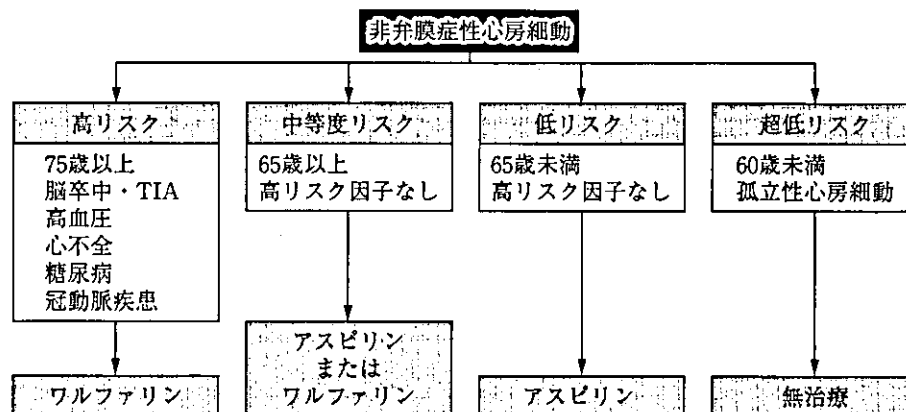 非弁膜症性心房細動
高リスク
75歳以上
脳卒中・TIA
高血圧
心不全
糖尿病
冠動脈疾患
ワルファリン
中等度リスク
65歳以上
高リスク因子なし
アスピリン
または
ワルファリン
低リスク
65歳未満
高リスク因子なし
アスピリン
超低リスク
60歳未満
孤立性心房細動
無治療